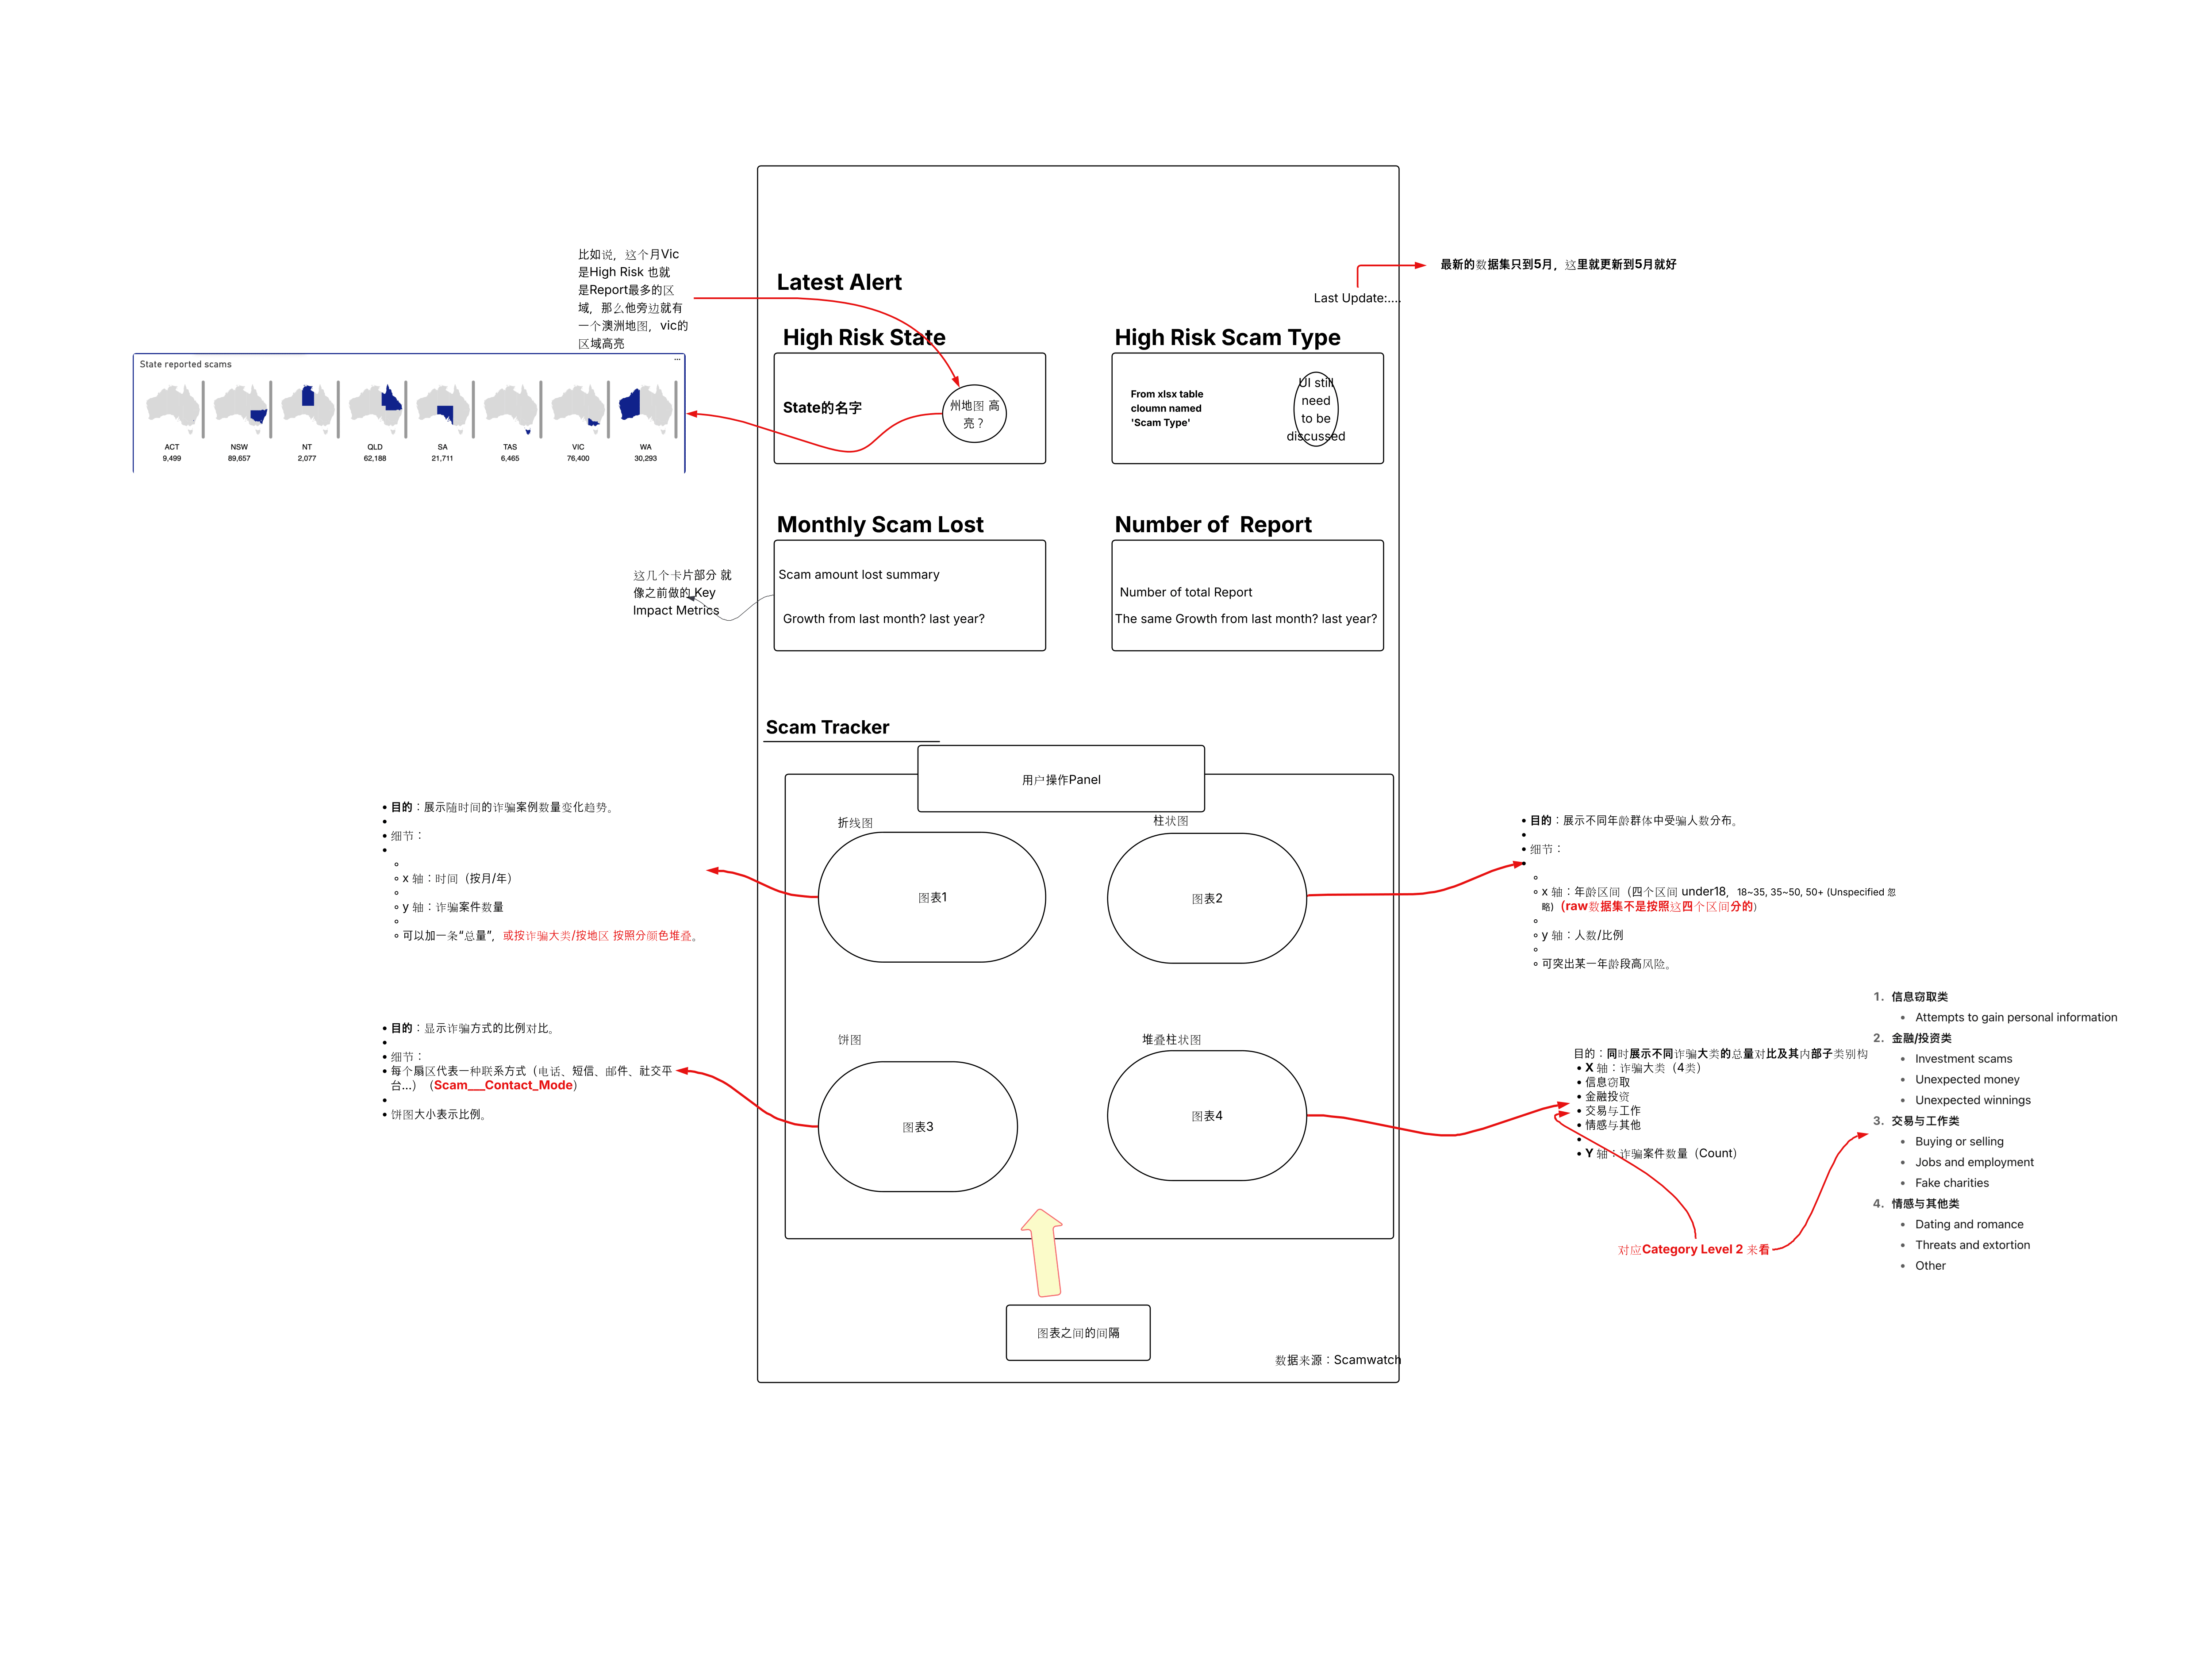 比如说，这个月Vic
是High Risk 也就
是Report最多的区
域，那么他旁边就有
一个澳洲地图，vic的
区域高亮
Latest Alert
最新的数据集只到5月，这里就更新到5月就好
Last Update:....
High Risk State
High Risk Scam Type
State reported scams
ACT
NSW
NT
QLD
SA
TAS
VIC
WA
9,499
89,657
2,077
62,188
21,711
6,465
76,400
30,293
State的名字
州地图 高
亮？
From xlsx table
cloumn named
'Scam Type'
UI still
need
to be
discussed
Monthly Scam Lost
Number of Report
这几个卡片部分 就
像之前做的 Key
Impact Metrics
Scam amount lost summary
Growth from last month? last year?
Number of total Report
The same Growth from last month? last year?
Scam Tracker
用户操作Panel
目的：展示随时间的诈骗案例数量变化趋势。
细节：
x 轴：时间（按月/年）
y 轴：诈骗案件数量
可以加一条“总量”，或按诈骗大类/按地区 按照分颜色堆叠。
折线图
图表1
柱状图
图表2
目的：展示不同年龄群体中受骗人数分布。
细节：
x 轴：年龄区间（四个区间 under18，18~35, 35~50, 50+ (Unspecified 忽
略)（raw数据集不是按照这四个区间分的）
y 轴：人数/比例
可突出某一年龄段高风险。
目的：显示诈骗方式的比例对比。
细节：
每个扇区代表一种联系方式（电话、短信、邮件、社交平
台...）（Scam___Contact_Mode）
饼图大小表示比例。
饼图
图表3
堆叠柱状图
图表4
目的：同时展示不同诈骗大类的总量对比及其内部子类别构
X 轴：诈骗大类（4类）
信息窃取
金融投资
交易与工作
情感与其他
Y 轴：诈骗案件数量（Count）
对应Category Level 2 来看
1. 信息窃取类
Attempts to gain personal information
2. 金融/投资类
Investment scams
Unexpected money
Unexpected winnings
3. 交易与工作类
Buying or selling
Jobs and employment
Fake charities
4. 情感与其他类
Dating and romance
Threats and extortion
Other
图表之间的间隔
数据来源：Scamwatch